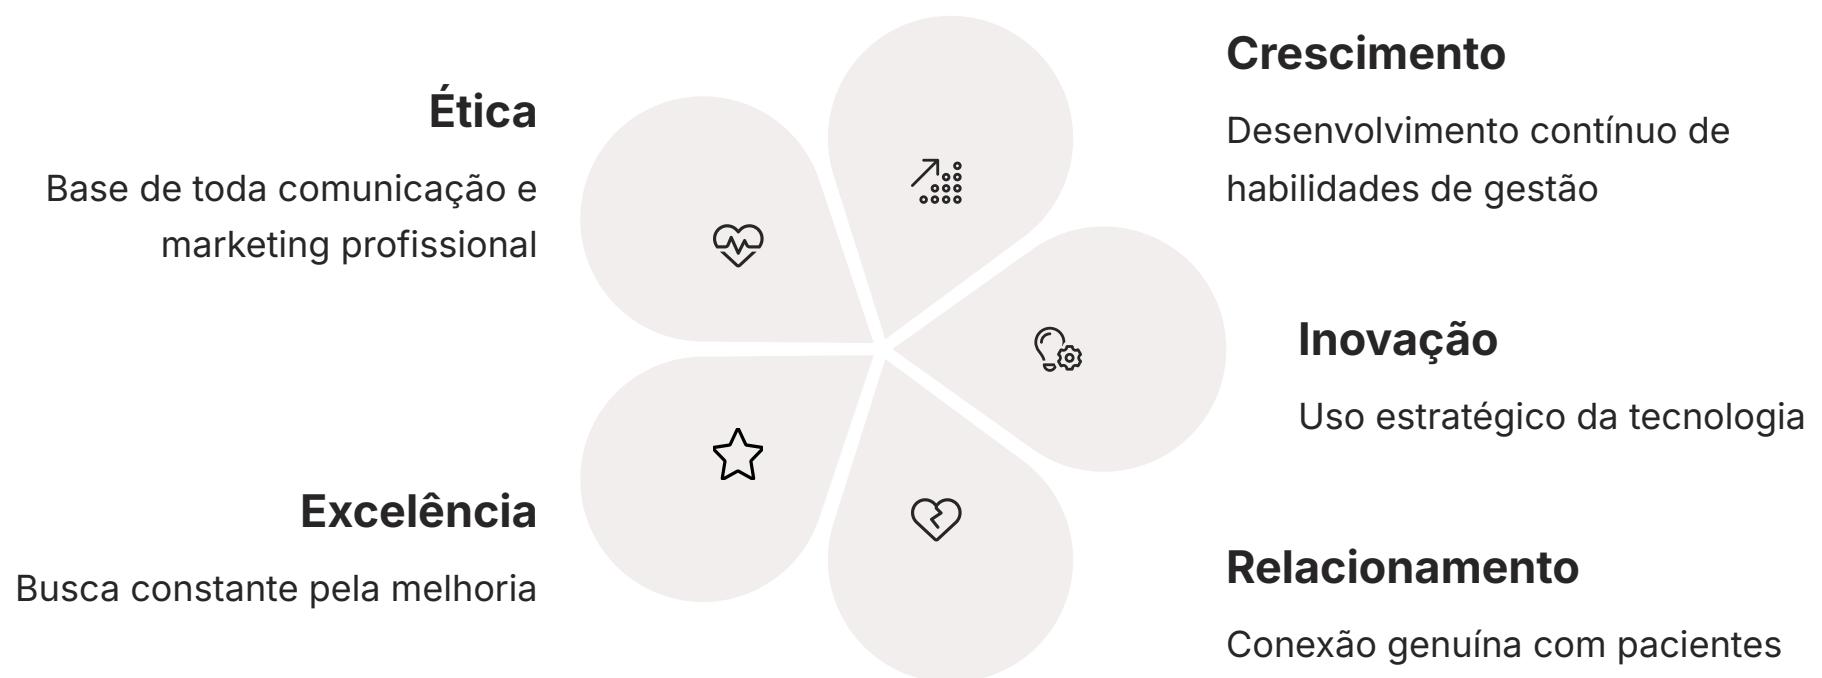 Ética
Base de toda comunicação e
marketing profissional
Crescimento
Desenvolvimento contínuo de
habilidades de gestão
Inovação
Uso estratégico da tecnologia
Excelência
Busca constante pela melhoria
Relacionamento
Conexão genuína com pacientes